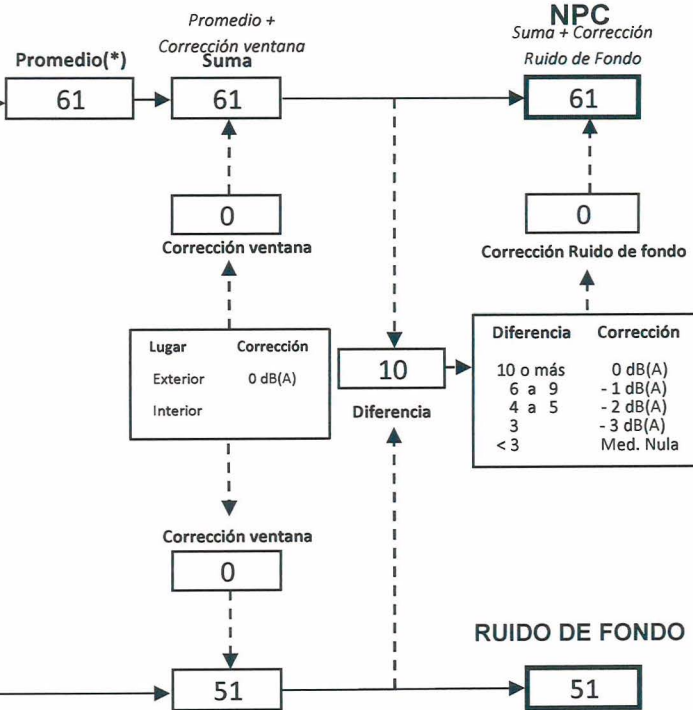 Promedio +
Corrección ventana
NPC
Suma + Corrección
Ruido de Fondo
Promedio(*)
Suma
61
61
61
0
0
Corrección ventana
Corrección Ruido de fondo
Lugar Corrección
Exterior 0 dB(A)
Interior
10
Diferencia
Diferencia Corrección
10 o más 0 dB(A)
6 a 9 - 1 dB(A)
4 a 5 - 2 dB(A)
3 - 3 dB(A)
< 3 Med. Nula
Corrección ventana
0
RUIDO DE FONDO
51
51